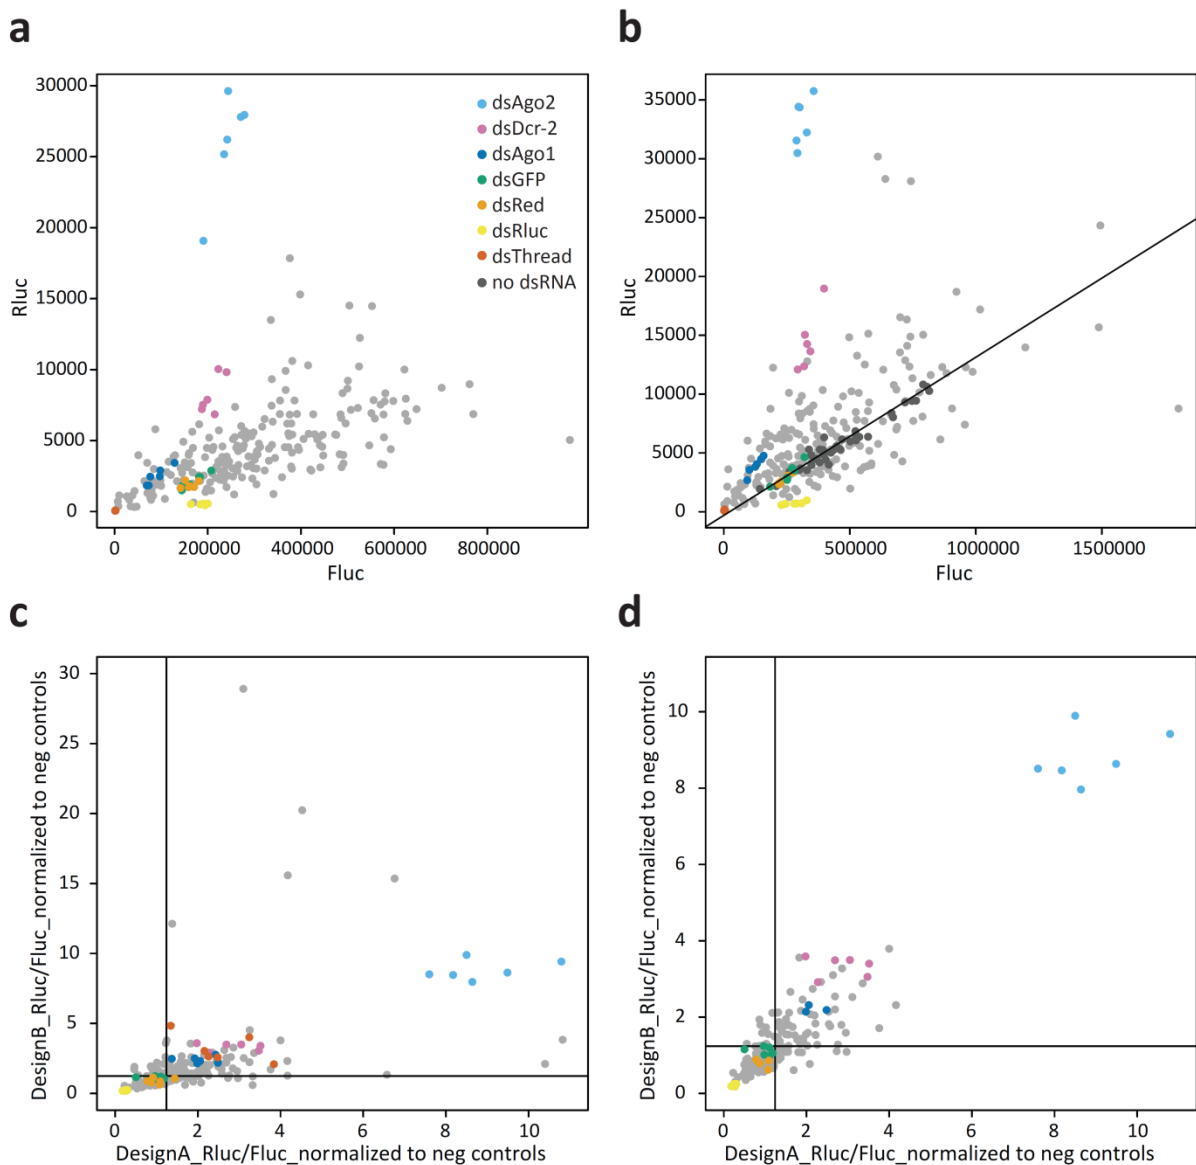 a
30000
25000
20000
15000
10000
5000
0
Rluc
0
200000
400000
600000
800000
Fluc
dsAgo2
dsDcr-2
dsAgo1
dsGFP
dsRed
dsRluc
dsThread
no dsRNA
b
35000
30000
25000
20000
15000
10000
5000
0
Rluc
0
500000
1000000
1500000
Fluc
c
30
25
20
15
10
5
0
DesignB_Rluc/Fluc_normalized to neg controls
0
2
4
6
8
10
DesignA_Rluc/Fluc_normalized to neg controls
d
10
8
6
4
2
0
DesignB_Rluc/Fluc_normalized to neg controls
0
2
4
6
8
10
DesignA_Rluc/Fluc_normalized to neg controls